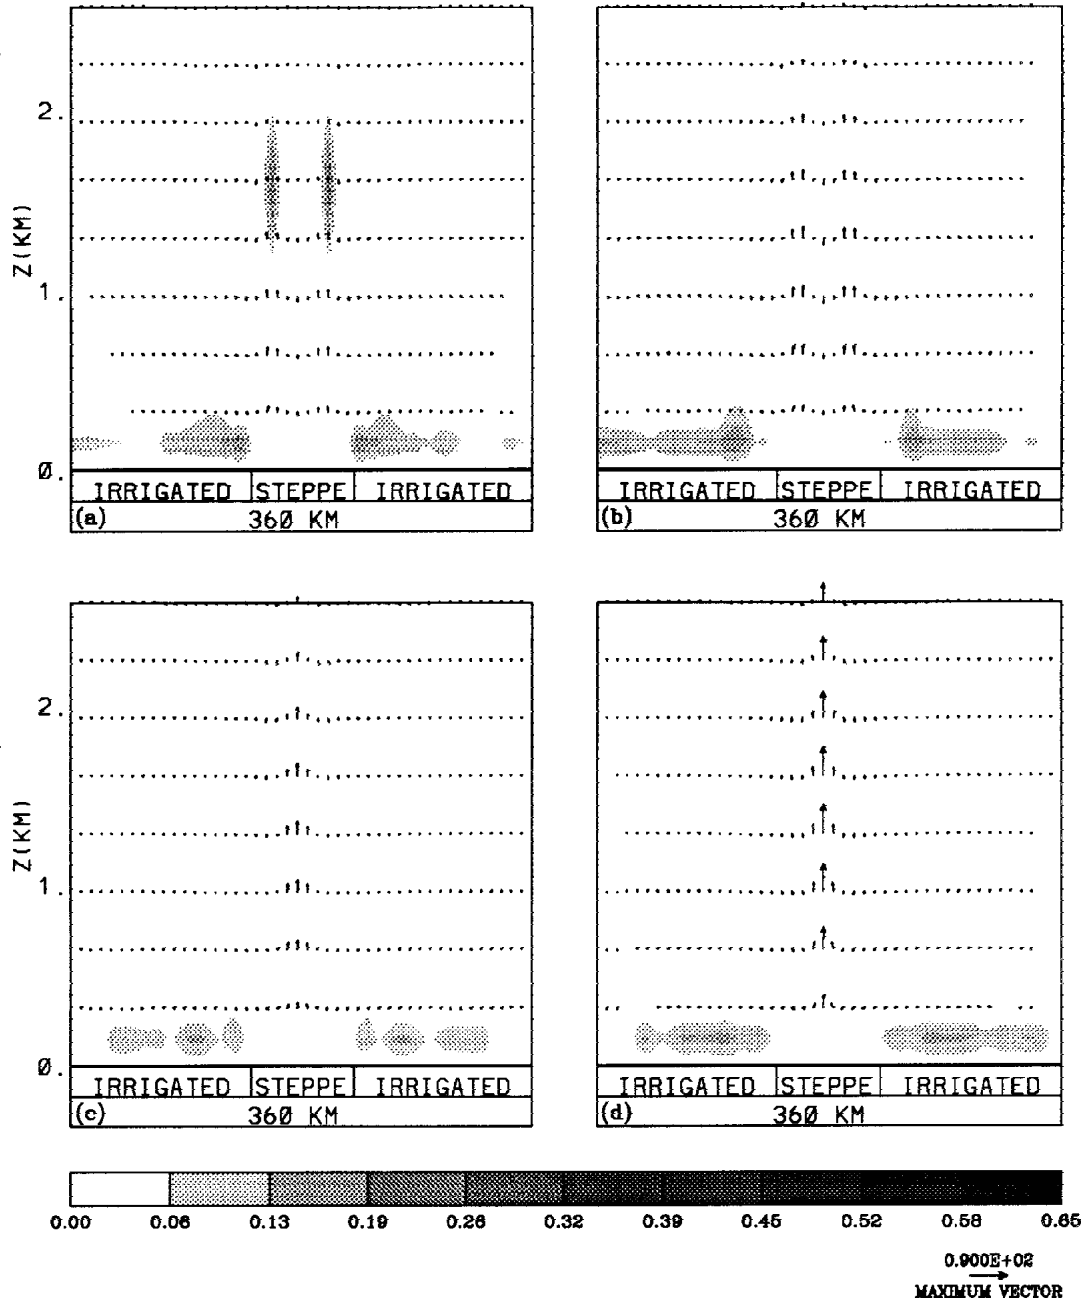 2.
Z(KM)
1.
0.
IRRIGATED STEPPE IRRIGATED
(a) 360 KM
IRRIGATED STEPPE IRRIGATED
(b) 360 KM
2.
Z(KM)
1.
0.
IRRIGATED STEPPE IRRIGATED
(c) 360 KM
IRRIGATED STEPPE IRRIGATED
(d) 360 KM
0.00 0.06 0.13 0.19 0.26 0.32 0.39 0.45 0.52 0.58 0.65
0.900E+02
MAXIMUM VECTOR